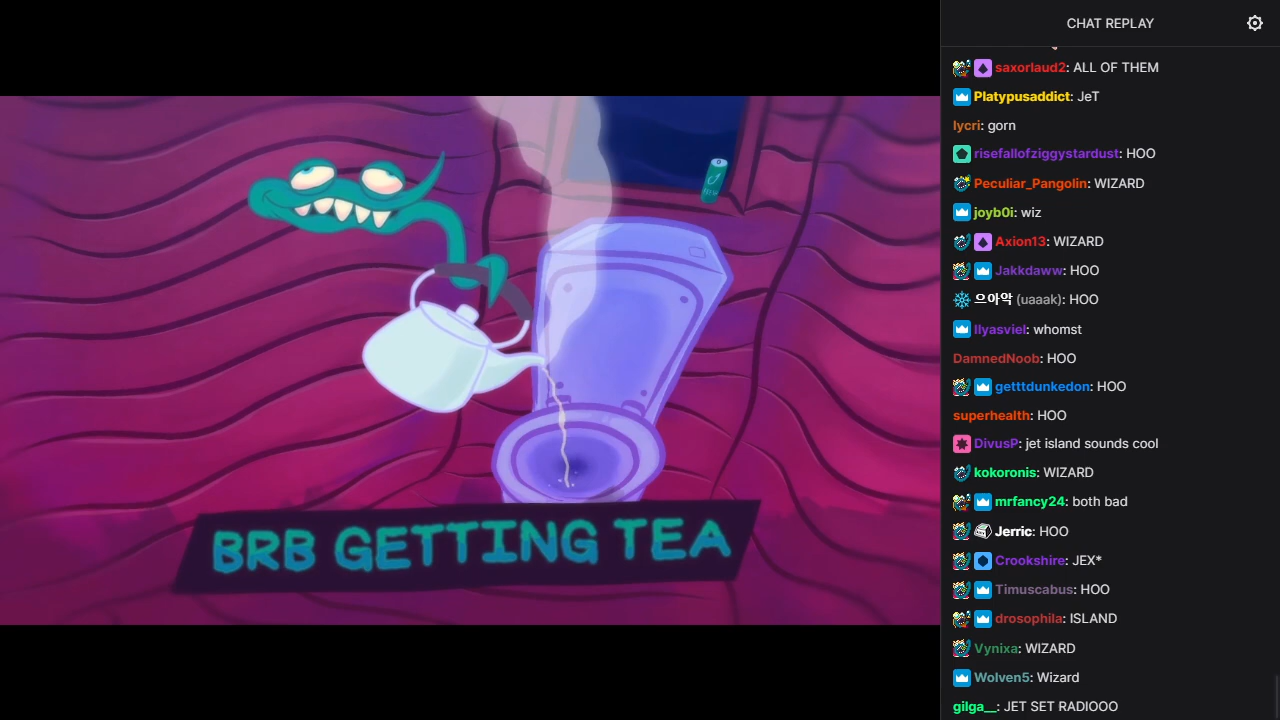 BRB GETTING TEA
CHAT REPLAY
saxorlaud2: ALL OF THEM
Platypusaddict: JeT
lycri: gorn
risefallofziggystardust: HOO
Peculiar_Pangolin: WIZARD
joyb0i: wiz
Axion13: WIZARD
Jakkdaww: HOO
으아악 (uaaak): HOO
Ilyasviel: whomst
DamnedNoob: HOO
getttdunkedon: HOO
superhealth: HOO
DivusP: jet island sounds cool
kokoronis: WIZARD
mrfancy24: both bad
Jerric: HOO
Crookshire: JEX*
Timuscabus: HOO
drosophila: ISLAND
Vynixa: WIZARD
Wolven5: Wizard
gilga__: JET SET RADIOOO